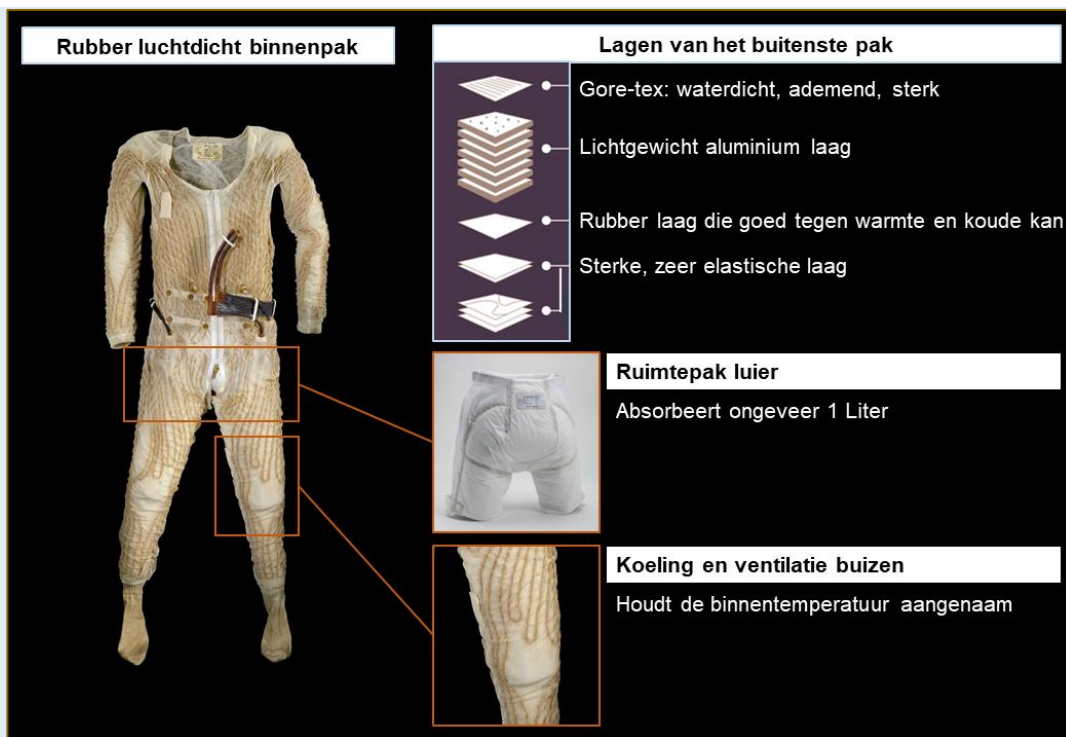 Rubber luchtdicht binnenpak
Lagen van het buitenste pak
Gore-tex: waterdicht, ademend, sterk
Lichtgewicht aluminium laag
Rubber laag die goed tegen warmte en koude kan
Sterke, zeer elastische laag
Ruimtepak luier
Absorbeert ongeveer 1 Liter
Koeling en ventilatie buizen
Houdt de binnentemperatuur aangenaam